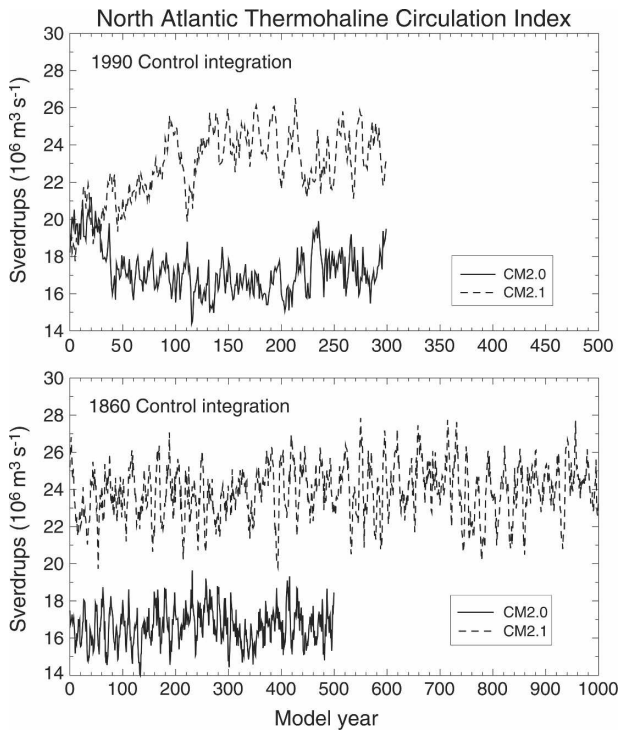 North Atlantic Thermohaline Circulation Index
30
28
26
24
22
20
18
16
14
Sverdrups (10⁶ m³ s⁻¹)
1990 Control integration
CM2.0
CM2.1
0 50 100 150 200 250 300 350 400 450 500
30
28
26
24
22
20
18
16
14
Sverdrups (10⁶ m³ s⁻¹)
1860 Control integration
CM2.0
CM2.1
0 100 200 300 400 500 600 700 800 900 1000
Model year